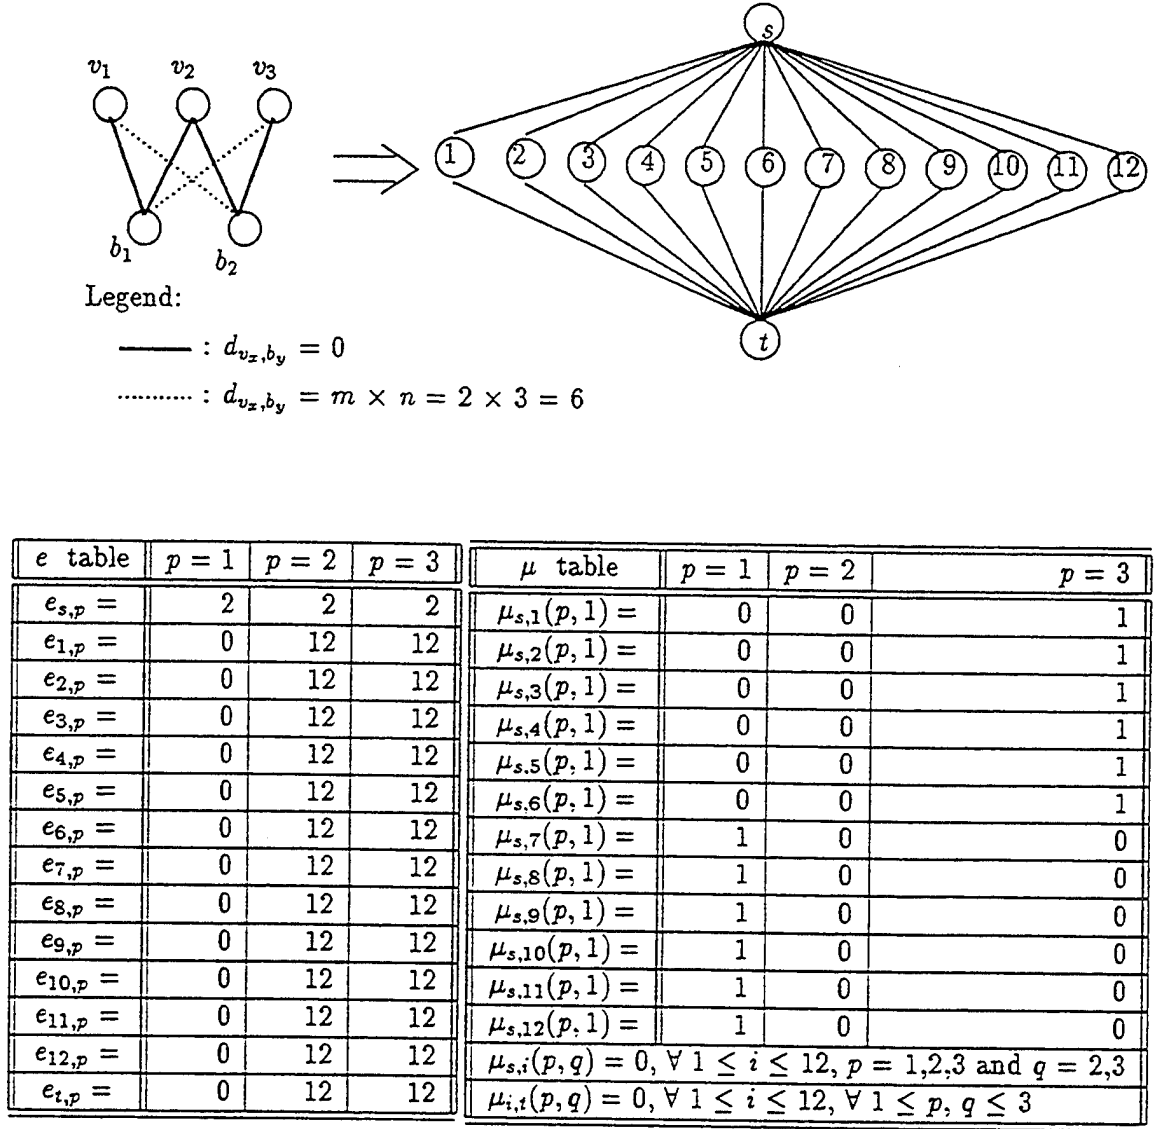 s
v₁ v₂ v₃
1 2 3 4 5 6 7 8 9 10 11 12
b₁
b₂
Legend:
: d_{v_x,b_y} = 0
t
: d_{v_x,b_y} = m × n = 2 × 3 = 6
e table p = 1 p = 2 p = 3
e_{s,p} = 2 2 2
e_{1,p} = 0 12 12
e_{2,p} = 0 12 12
e_{3,p} = 0 12 12
e_{4,p} = 0 12 12
e_{5,p} = 0 12 12
e_{6,p} = 0 12 12
e_{7,p} = 0 12 12
e_{8,p} = 0 12 12
e_{9,p} = 0 12 12
e_{10,p} = 0 12 12
e_{11,p} = 0 12 12
e_{12,p} = 0 12 12
e_{t,p} = 0 12 12
μ table p = 1 p = 2 p = 3
μ_{s,1}(p, 1) = 0 0 1
μ_{s,2}(p, 1) = 0 0 1
μ_{s,3}(p, 1) = 0 0 1
μ_{s,4}(p, 1) = 0 0 1
μ_{s,5}(p, 1) = 0 0 1
μ_{s,6}(p, 1) = 0 0 1
μ_{s,7}(p, 1) = 1 0 0
μ_{s,8}(p, 1) = 1 0 0
μ_{s,9}(p, 1) = 1 0 0
μ_{s,10}(p, 1) = 1 0 0
μ_{s,11}(p, 1) = 1 0 0
μ_{s,12}(p, 1) = 1 0 0
μ_{s,i}(p, q) = 0, ∀ 1 ≤ i ≤ 12, p = 1,2,3 and q = 2,3
μ_{i,t}(p, q) = 0, ∀ 1 ≤ i ≤ 12, ∀ 1 ≤ p, q ≤ 3